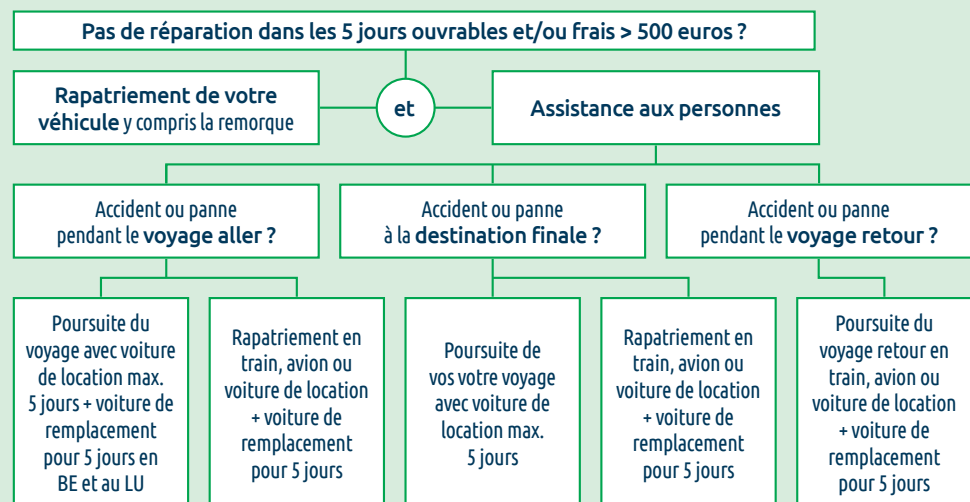 Pas de réparation dans les 5 jours ouvrables et/ou frais > 500 euros ?
Rapatriement de votre
véhicule y compris la remorque
et
Assistance aux personnes
Accident ou panne
pendant le voyage aller ?
Accident ou panne
à la destination finale ?
Accident ou panne
pendant le voyage retour ?
Poursuite du
voyage avec voiture
de location max.
5 jours + voiture de
remplacement
pour 5 jours en
BE et au LU
Rapatriement en
train, avion ou
voiture de location
+ voiture de
remplacement
pour 5 jours
Poursuite de
vos votre voyage
avec voiture de
location max.
5 jours
Rapatriement en
train, avion ou
voiture de location
+ voiture de
remplacement
pour 5 jours
Poursuite du
voyage retour en
train, avion ou
voiture de location
+ voiture de
remplacement
pour 5 jours